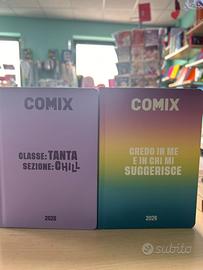 COMIX
CLASSE: TANTA
SEZIONE: CHILL
2026
COMIX
CREDO IN ME
E IN CHI MI
SUGGERISCE
2026
subito